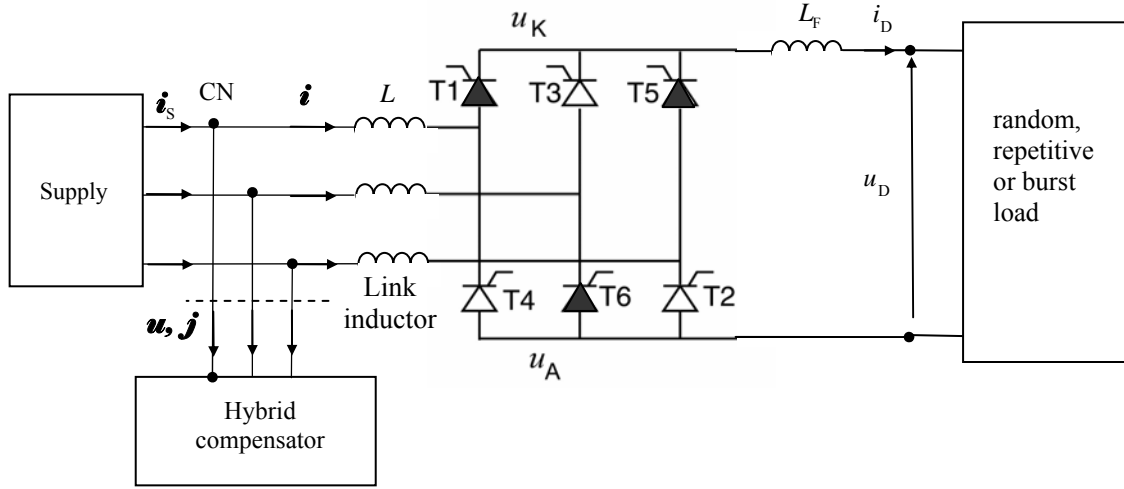 u_K
L_F
i_D
T1
T3
T5
i_S
CN
i
L
Supply
random,
repetitive
or burst
load
u_D
Link
inductor
T4
T6
T2
u, j
u_A
Hybrid
compensator